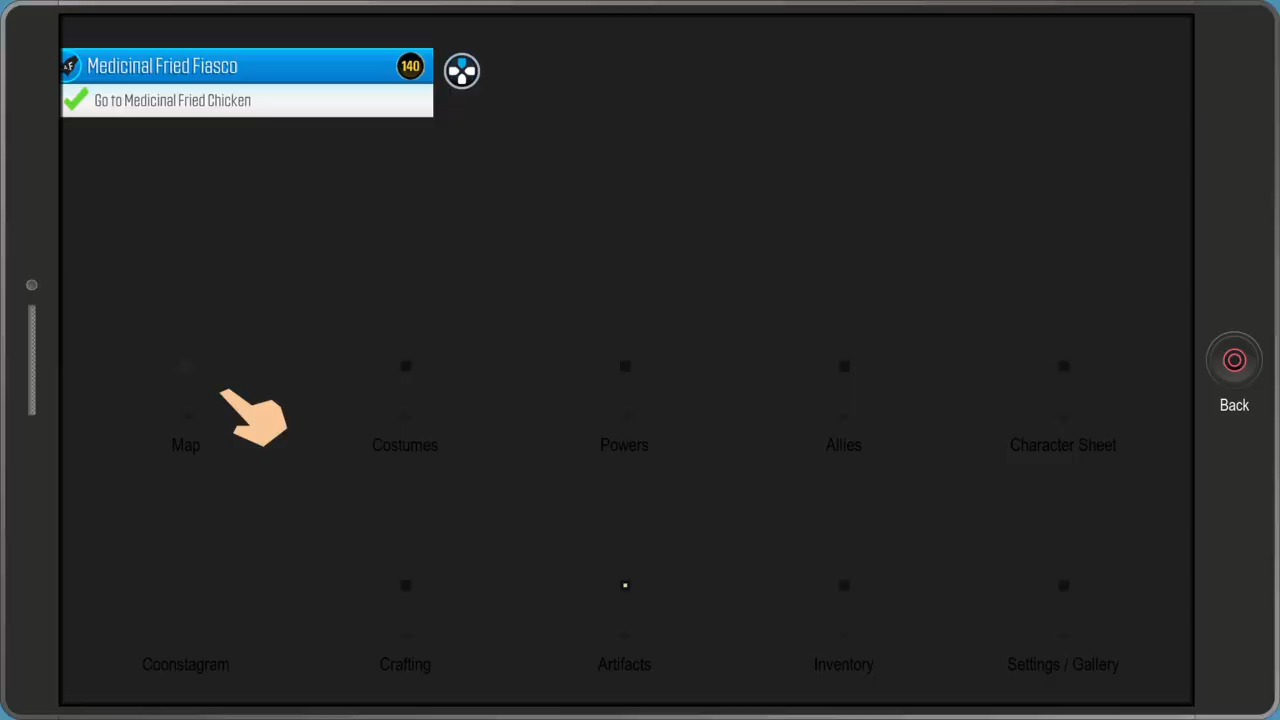 Medicinal Fried Fiasco 140
Go to Medicinal Fried Chicken
Back
Map Costumes Powers Allies Character Sheet
Coonstagram Crafting Artifacts Inventory Settings / Gallery